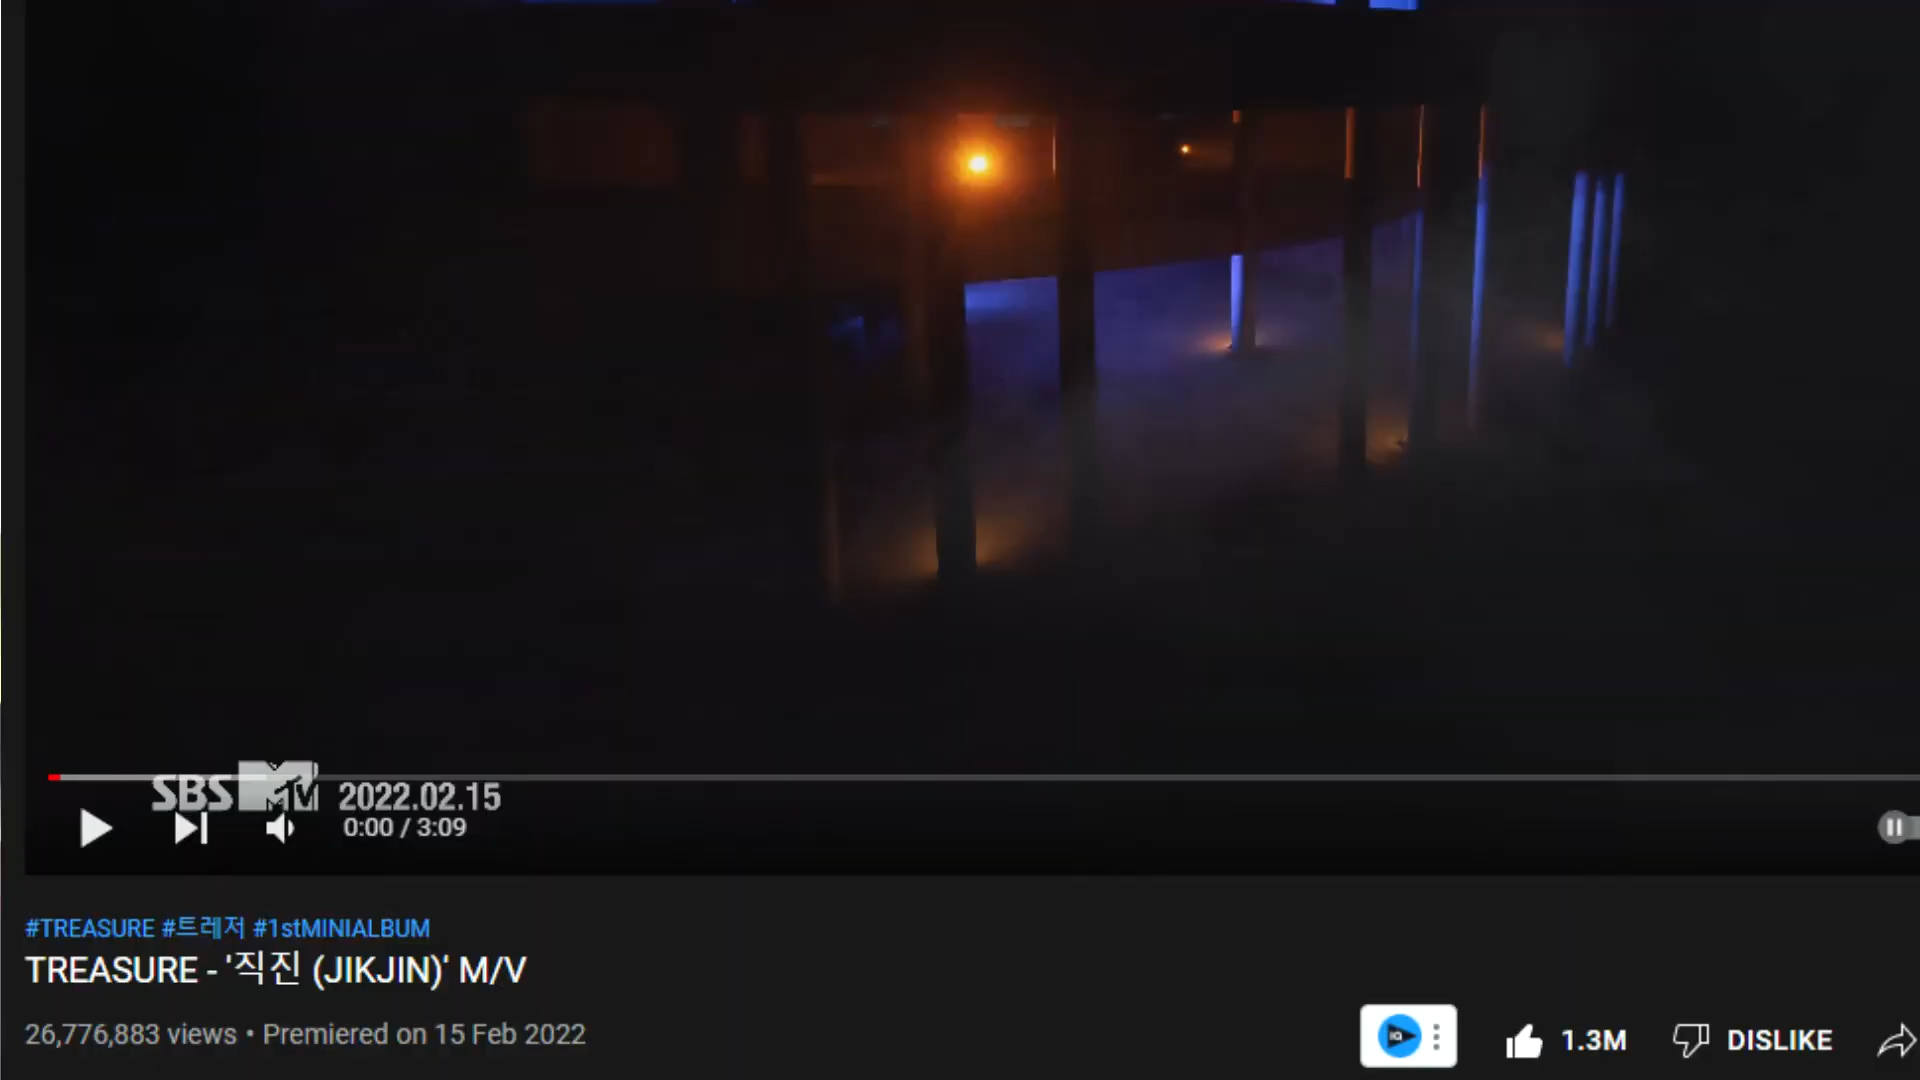 SBS MTV 2022.02.15
0:00 / 3:09
#TREASURE #트레저 #1stMINIALBUM
TREASURE - '직진 (JIKJIN)' M/V
26,776,883 views • Premiered on 15 Feb 2022
IQ
1.3M DISLIKE